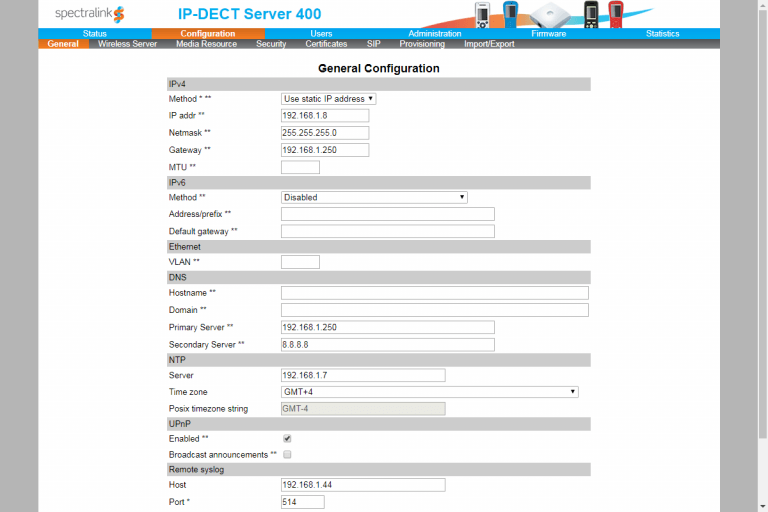 spectralink
IP-DECT Server 400
Status Configuration Users Administration Firmware Statistics
General Wireless Server Media Resource Security Certificates SIP Provisioning Import/Export
General Configuration
IPv4
Method * ** Use static IP address
IP addr ** 192.168.1.8
Netmask ** 255.255.255.0
Gateway ** 192.168.1.250
MTU **
IPv6
Method ** Disabled
Address/prefix **
Default gateway **
Ethernet
VLAN **
DNS
Hostname **
Domain **
Primary Server ** 192.168.1.250
Secondary Server ** 8.8.8.8
NTP
Server 192.168.1.7
Time zone GMT+4
Posix timezone string GMT-4
UPnP
Enabled **
Broadcast announcements **
Remote syslog
Host 192.168.1.44
Port * 514